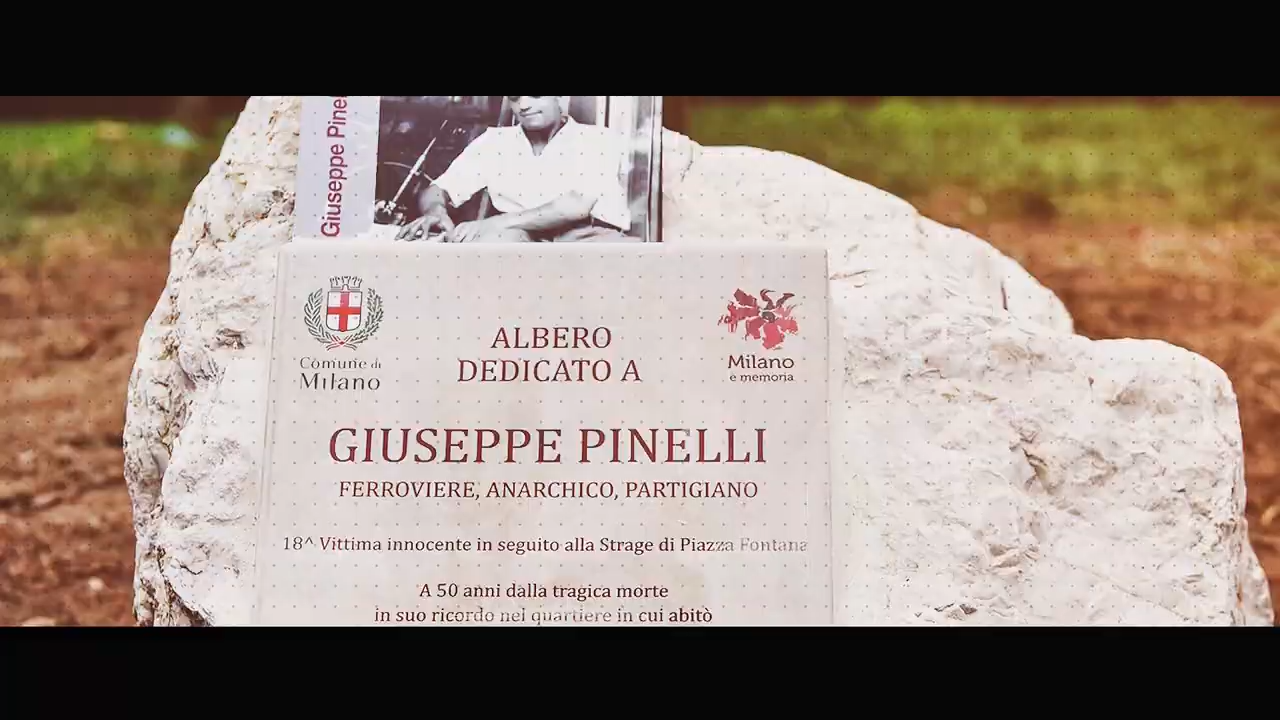 Giuseppe Pine
Comune di
Milano
ALBERO
DEDICATO A
Milano
è memoria
GIUSEPPE PINELLI
FERROVIERE, ANARCHICO, PARTIGIANO
18^ Vittima innocente in seguito alla Strage di Piazza Fontana
A 50 anni dalla tragica morte
in suo ricordo nel quartiere in cui abitò